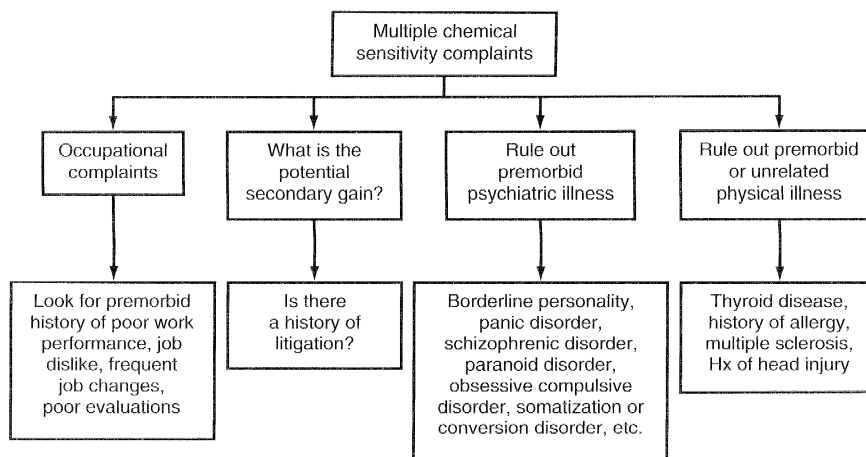 Multiple chemical
sensitivity complaints
Occupational
complaints
What is the
potential
secondary gain?
Rule out
premorbid
psychiatric illness
Rule out premorbid
or unrelated
physical illness
Look for premorbid
history of poor work
performance, job
dislike, frequent
job changes,
poor evaluations
Is there
a history of
litigation?
Borderline personality,
panic disorder,
schizophrenic disorder,
paranoid disorder,
obsessive compulsive
disorder, somatization or
conversion disorder, etc.
Thyroid disease,
history of allergy,
multiple sclerosis,
Hx of head injury